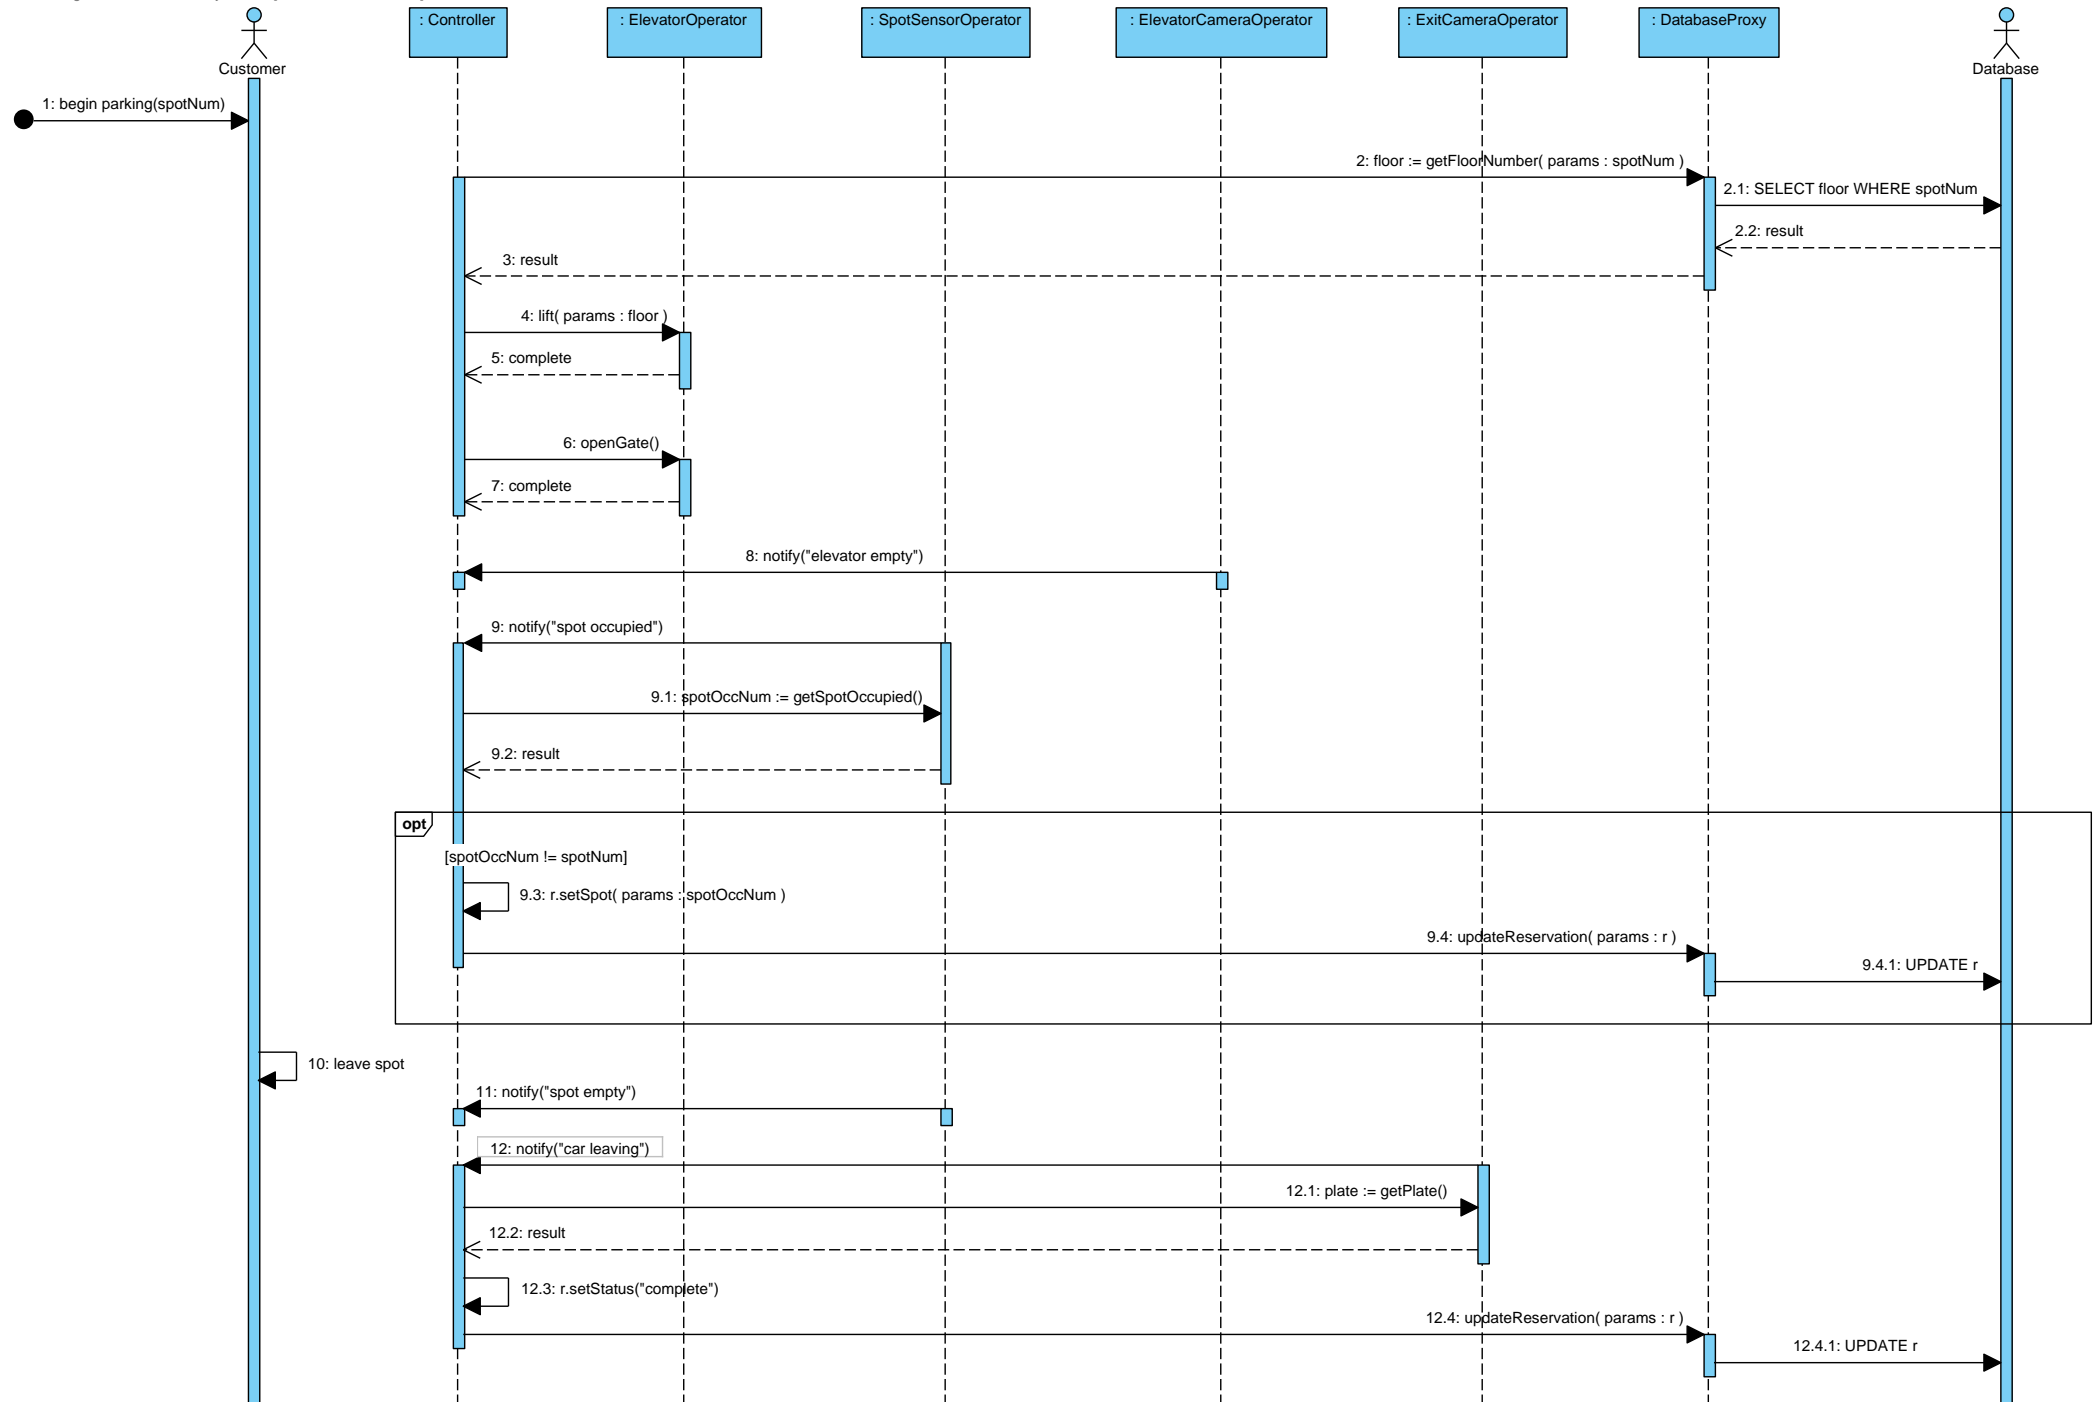 : Controller
: ElevatorOperator
: SpotSensorOperator
: ElevatorCameraOperator
: ExitCameraOperator
: DatabaseProxy
Customer
Database
1: begin parking(spotNum)
2: floor := getFloorNumber( params : spotNum )
2.1: SELECT floor WHERE spotNum
2.2: result
3: result
4: lift( params : floor )
5: complete
6: openGate()
7: complete
8: notify("elevator empty")
9: notify("spot occupied")
9.1: spotOccNum := getSpotOccupied()
9.2: result
opt
[spotOccNum != spotNum]
9.3: r.setSpot( params : spotOccNum )
9.4: updateReservation( params : r )
9.4.1: UPDATE r
10: leave spot
11: notify("spot empty")
12: notify("car leaving")
12.1: plate := getPlate()
12.2: result
12.3: r.setStatus("complete")
12.4: updateReservation( params : r )
12.4.1: UPDATE r